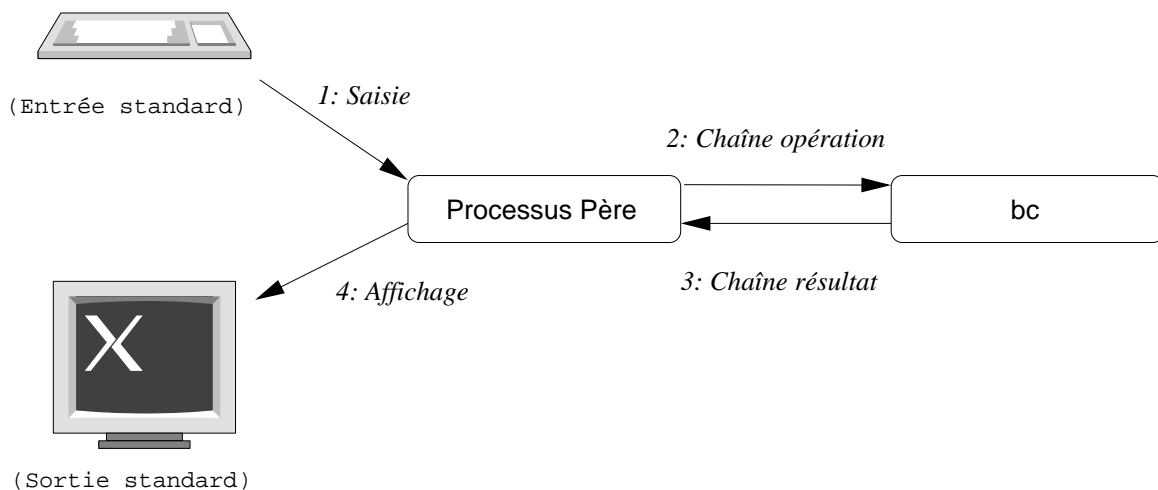 (Entrée standard)
1: Saisie
2: Chaîne opération
Processus Père
bc
3: Chaîne résultat
4: Affichage
X
(Sortie standard)